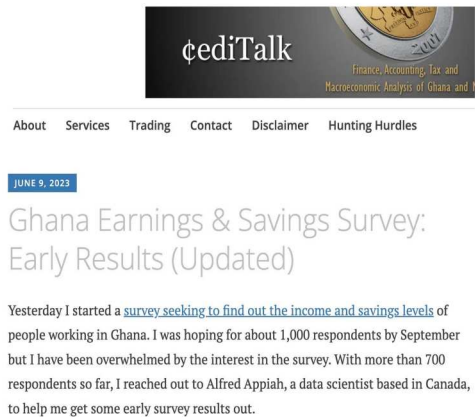 ¢ediTalk
2007
Finance, Accounting, Tax and
Macroeconomic Analysis of Ghana and
About Services Trading Contact Disclaimer Hunting Hurdles
JUNE 9, 2023
Ghana Earnings & Savings Survey:
Early Results (Updated)
Yesterday I started a survey seeking to find out the income and savings levels of
people working in Ghana. I was hoping for about 1,000 respondents by September
but I have been overwhelmed by the interest in the survey. With more than 700
respondents so far, I reached out to Alfred Appiah, a data scientist based in Canada,
to help me get some early survey results out.